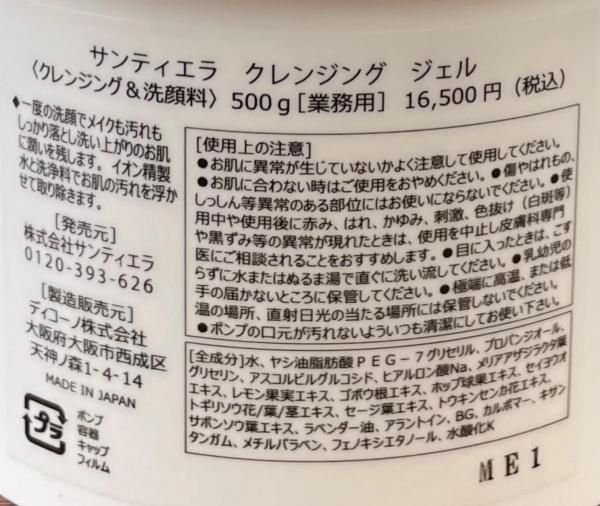 サンティエラ クレンジング ジェル
〈クレンジング＆洗顔料〉500g［業務用］ 16,500円（税込）
◆一度の洗顔でメイクも汚れも
しっかり落とし洗い上がりのお肌
に潤いを残します。イオン精製
水と洗浄料でお肌の汚れを浮か
せて取り除きます。
［発売元］
株式会社サンティエラ
0120-393-626
［製造販売元］
ディコーノ株式会社
大阪府大阪市西成区
天神ノ森1-4-14
MADE IN JAPAN
プラ
ポンプ
容器
キャップ
フィルム
［使用上の注意］
●お肌に異常が生じていないかよく注意して使用してください。
●お肌に合わない時はご使用をおやめください。●傷やはれもの、
しっしん等異常のある部位にはお使いにならないでください。●使
用中や使用後に赤み、はれ、かゆみ、刺激、色抜け（白斑等）
や黒ずみ等の異常が現れたときは、使用を中止し皮膚科専門
医にご相談されることをおすすめします。●目に入ったときは、こす
らずに水またはぬるま湯で直ぐに洗い流してください。●乳幼児の
手の届かないところに保管してください。●極端に高温、または低
温の場所、直射日光の当たる場所には保管しないでください。
●ポンプの口元が汚れないよういつも清潔にしてお使い下さい。
［全成分］水、ヤシ油脂肪酸PEG-7グリセリル、プロパンジオール、
グリセリン、アスコルビルグルコシド、ヒアルロン酸Na、メリアアザジラクタ葉
エキス、レモン果実エキス、ゴボウ根エキス、ホップ球果エキス、セイヨウオ
トギリソウ花/葉/茎エキス、セージ葉エキス、トウキンセンカ花エキス、
サボンソウ葉エキス、ラベンダー油、アラントイン、BG、カルボマー、キサン
タンガム、メチルパラベン、フェノキシエタノール、水酸化K
ME1